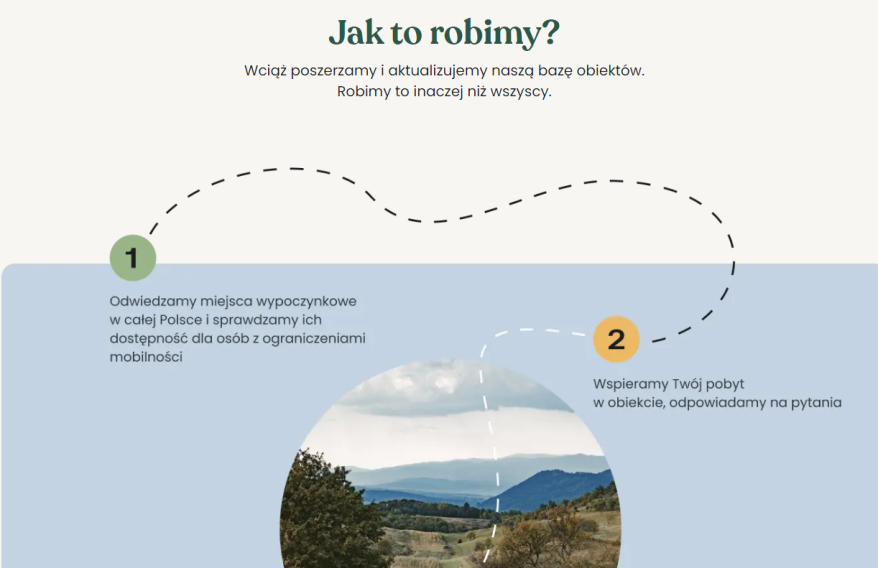 Jak to robimy?
Wciąż poszerzamy i aktualizujemy naszą bazę obiektów.
Robimy to inaczej niż wszyscy.
1
Odwiedzamy miejsca wypoczynkowe
w całej Polsce i sprawdzamy ich
dostępność dla osób z ograniczeniami
mobilności
2
Wspieramy Twój pobyt
w obiekcie, odpowiadamy na pytania